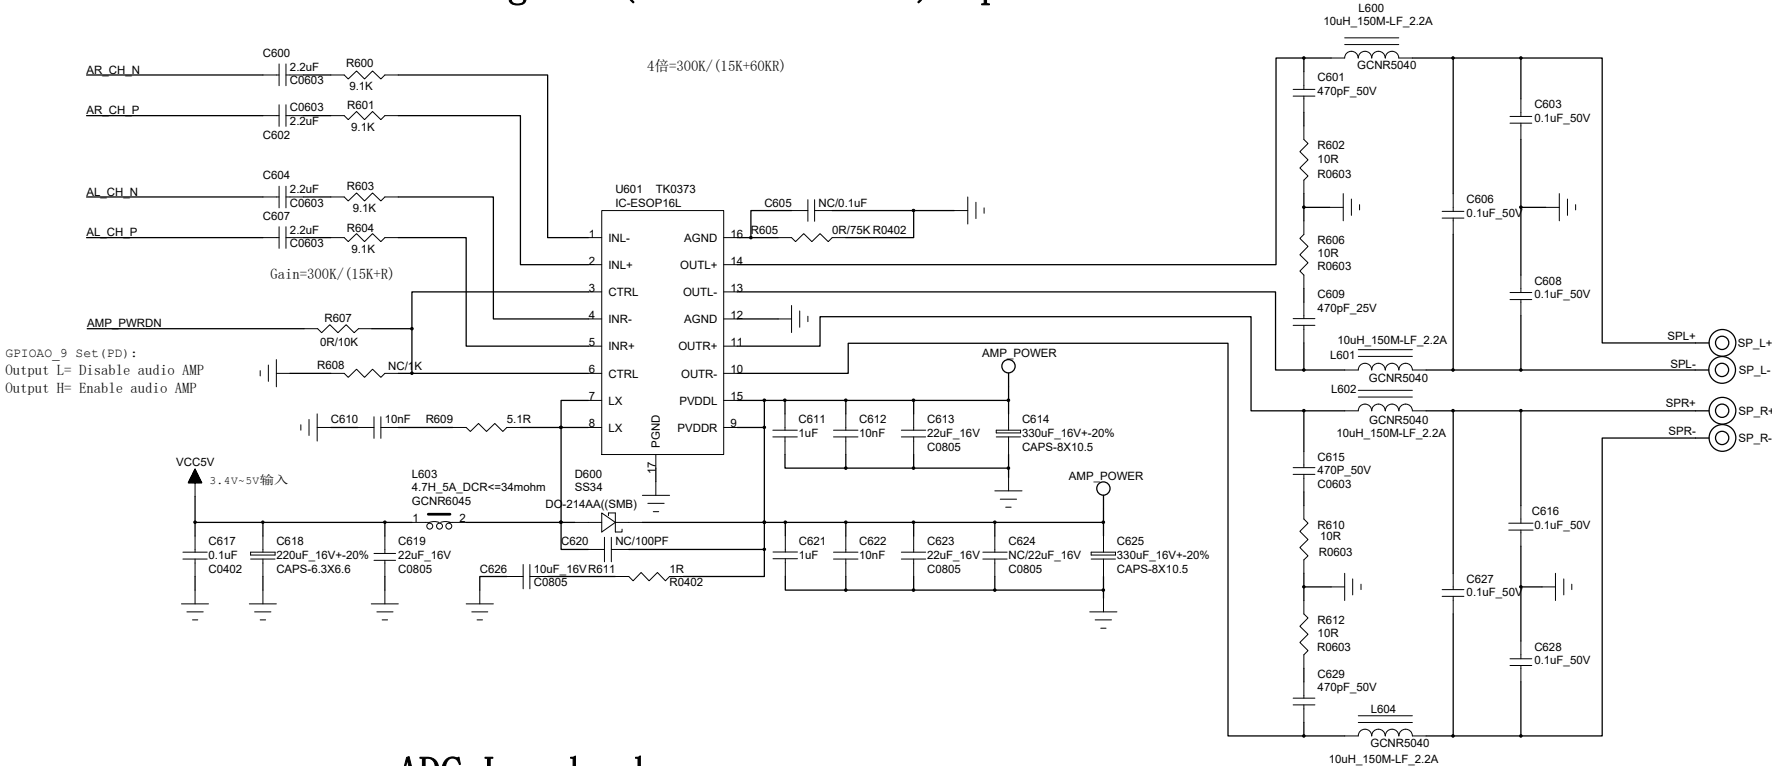 L600
10uH_150M-LF_2.2A
GCNR5040
C600
2.2uF
C0603
R600
9.1K
AR_CH_N
4倍=300K/(15K+60KR)
C601
470pF_50V
AR_CH_P
C0603
2.2uF
C602
R601
9.1K
C603
0.1uF_50V
R602
10R
R0603
C604
2.2uF
C0603
R603
9.1K
AL_CH_N
U601 TK0373
IC-ESOP16L
C605
NC/0.1uF
C606
0.1uF_50V
C607
2.2uF
C0603
R604
9.1K
AL_CH_P
R605
0R/75K R0402
R606
10R
R0603
Gain=300K/(15K+R)
1 INL- AGND 16
2 INL+ OUTL+ 14
3 CTRL OUTL- 13
4 INR- AGND 12
5 INR+ OUTR+ 11
6 CTRL OUTR- 10
7 LX PVDDL 15
8 LX PVDDR 9
PGND
17
C608
0.1uF_50V
C609
470pF_25V
AMP_PWRDN
R607
0R/10K
GPIOAO_9 Set(PD):
Output L= Disable audio AMP
Output H= Enable audio AMP
R608
NC/1K
AMP_POWER
10uH_150M-LF_2.2A
L601
GCNR5040
L602
GCNR5040
10uH_150M-LF_2.2A
SPL+
SP_L+
SPL-
SP_L-
SPR+
SP_R+
SPR-
SP_R-
C610
10nF
R609
5.1R
C611
1uF
C612
10nF
C613
22uF_16V
C0805
C614
330uF_16V+-20%
CAPS-8X10.5
C615
470P_50V
C0603
VCC5V
3.4V~5V输入
L603
4.7H_5A_DCR<=34mohm
GCNR6045
1 2
D600
SS34
DO-214AA((SMB)
AMP_POWER
C616
0.1uF_50V
R610
10R
R0603
C617
0.1uF
C0402
C618
220uF_16V+-20%
CAPS-6.3X6.6
C619
22uF_16V
C0805
C620
NC/100PF
C621
1uF
C622
10nF
C623
22uF_16V
C0805
C624
NC/22uF_16V
C0805
C625
330uF_16V+-20%
CAPS-8X10.5
C626
10uF_16V
C0805
R611
1R
R0402
C627
0.1uF_50V
R612
10R
R0603
C628
0.1uF_50V
C629
470pF_50V
L604
GCNR5040
10uH_150M-LF_2.2A